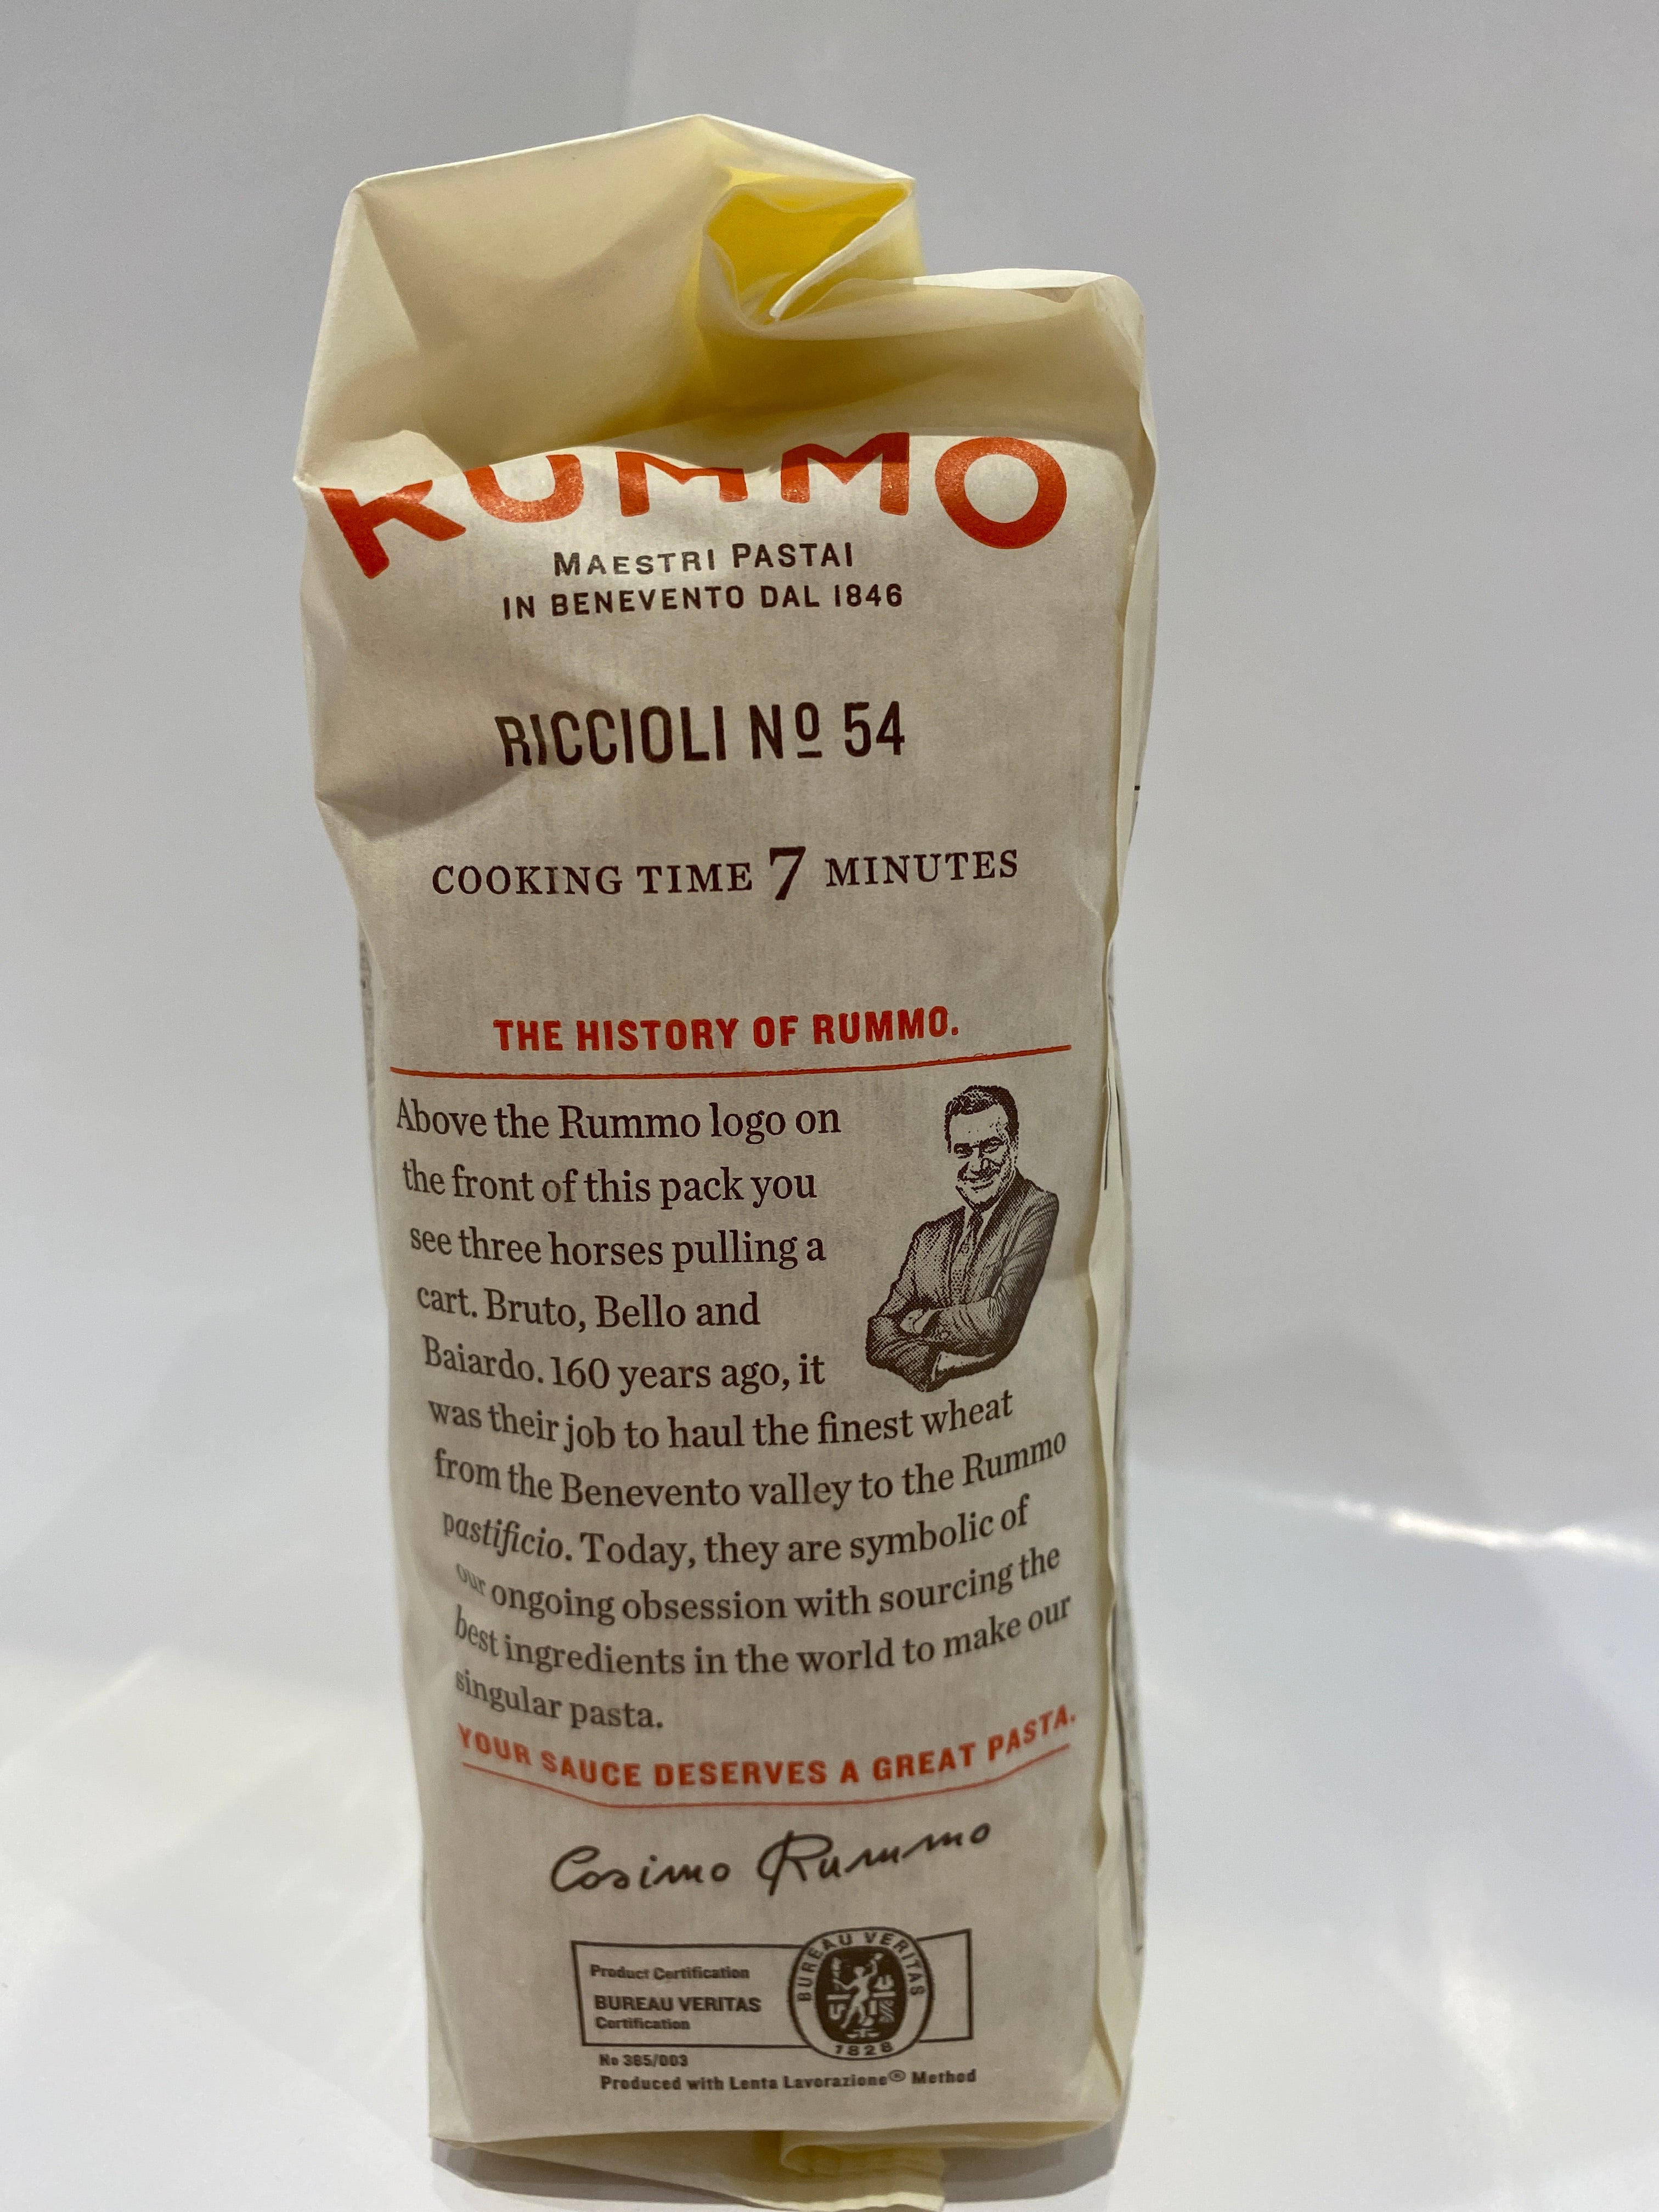 RUMMO
MAESTRI PASTAI
IN BENEVENTO DAL 1846
RICCIOLI Nº 54
COOKING TIME 7 MINUTES
THE HISTORY OF RUMMO.
Above the Rummo logo on
the front of this pack you
see three horses pulling a
cart. Bruto, Bello and
Baiardo. 160 years ago, it
was their job to haul the finest wheat
from the Benevento valley to the Rummo
pastificio. Today, they are symbolic of
our ongoing obsession with sourcing the
best ingredients in the world to make our
singular pasta.
YOUR SAUCE DESERVES A GREAT PASTA.
Cosimo Rummo
Product Certification
BUREAU VERITAS
Certification
BUREAU VERITAS
1828
No 385/003
Produced with Lenta Lavorazione® Method